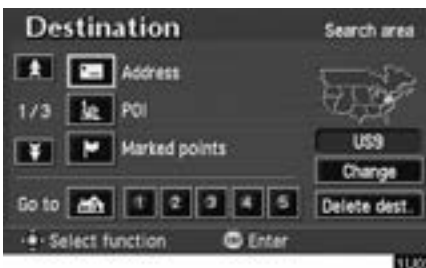 Destination
Search area
Address
1/3
POI
Marked points
US9
Change
Go to 1 2 3 4 5
Delete dest.
Select function
Enter